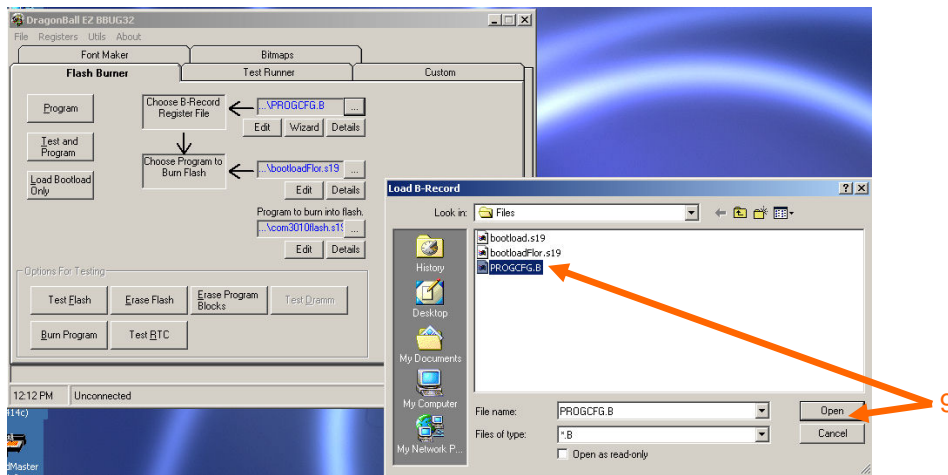 DragonBall EZ BBUG32
File Registers Utils About
Font Maker Bitmaps
Flash Burner Test Runner Custom
Program
Choose B-Record
Register File
...\PROGCFG.B ...
Edit Wizard Details
Test and
Program
Choose Program to
Burn Flash
...\bootloadFlor.s19 ...
Load Bootload
Only
Edit Details
Program to burn into flash.
...\com3010flash.s19 ...
Edit Details
Options For Testing
Test Flash Erase Flash Erase Program
Blocks Test Dramm
Burn Program Test RTC
12:12 PM Unconnected
414c)
dMaster
Load B-Record
Look in: Files
bootload.s19
bootloadFlor.s19
PROGCFG.B
History
Desktop
My Documents
My Computer
My Network P...
File name: PROGCFG.B Open
Files of type: *.B Cancel
Open as read-only
9